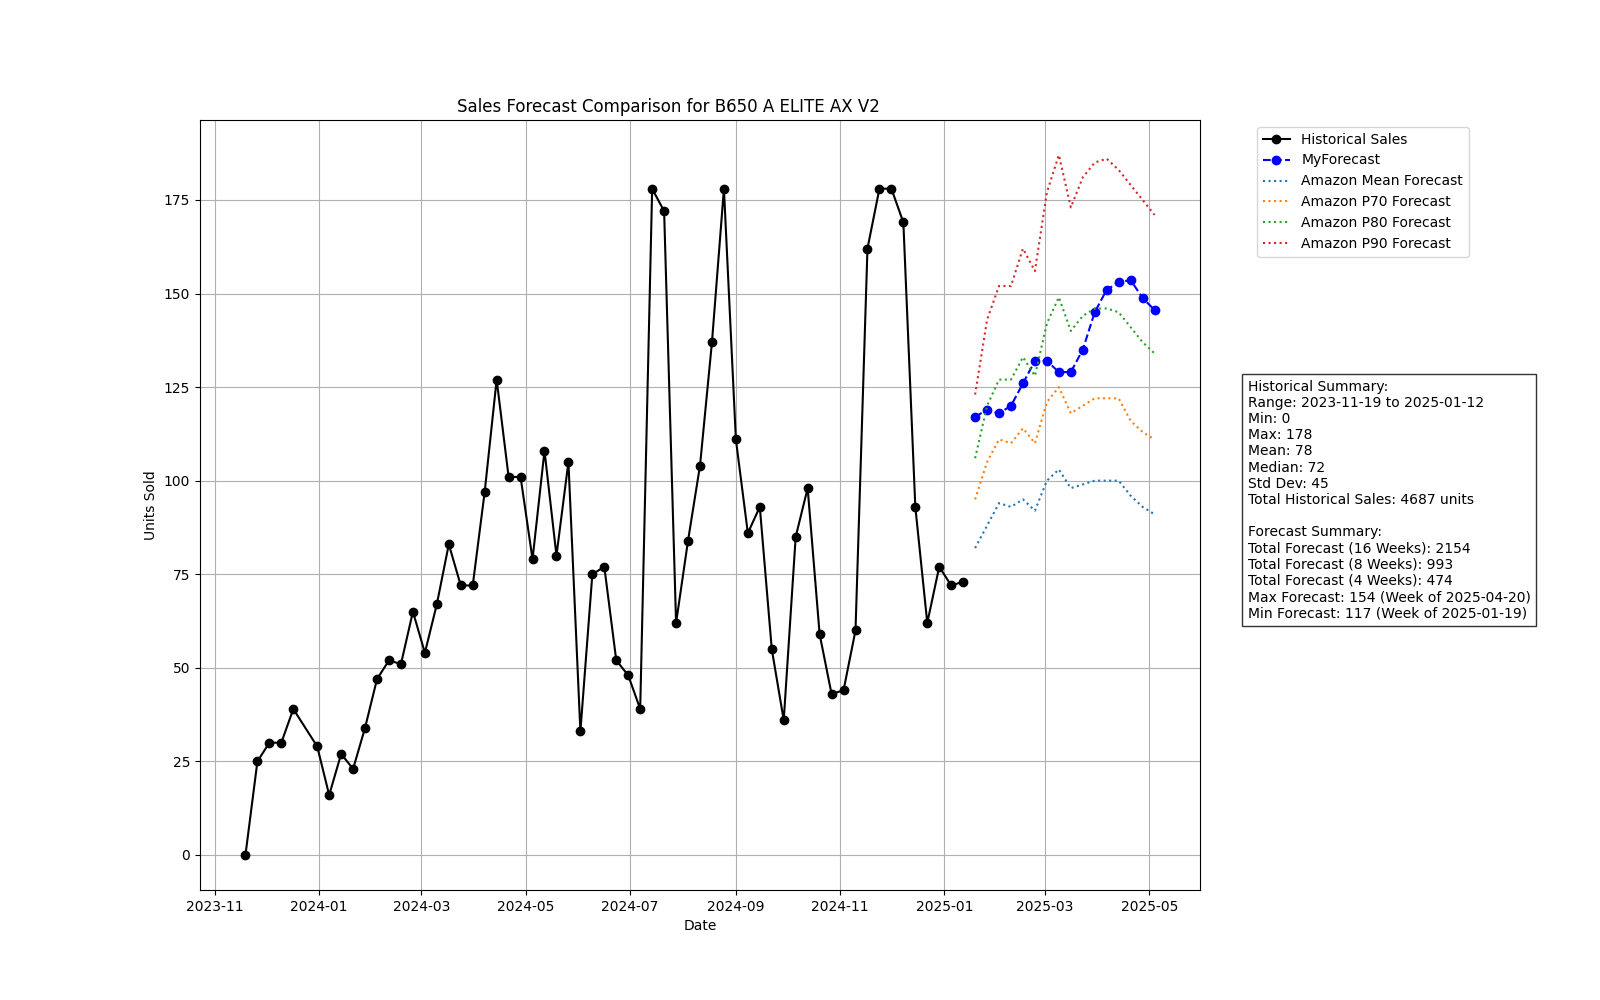 Sales Forecast Comparison for B650 A ELITE AX V2
Historical Sales
MyForecast
Amazon Mean Forecast
Amazon P70 Forecast
Amazon P80 Forecast
Amazon P90 Forecast
175
150
125
100
75
50
25
0
Units Sold
2023-11
2024-01
2024-03
2024-05
2024-07
2024-09
2024-11
2025-01
2025-03
2025-05
Date
Historical Summary:
Range: 2023-11-19 to 2025-01-12
Min: 0
Max: 178
Mean: 78
Median: 72
Std Dev: 45
Total Historical Sales: 4687 units
Forecast Summary:
Total Forecast (16 Weeks): 2154
Total Forecast (8 Weeks): 993
Total Forecast (4 Weeks): 474
Max Forecast: 154 (Week of 2025-04-20)
Min Forecast: 117 (Week of 2025-01-19)